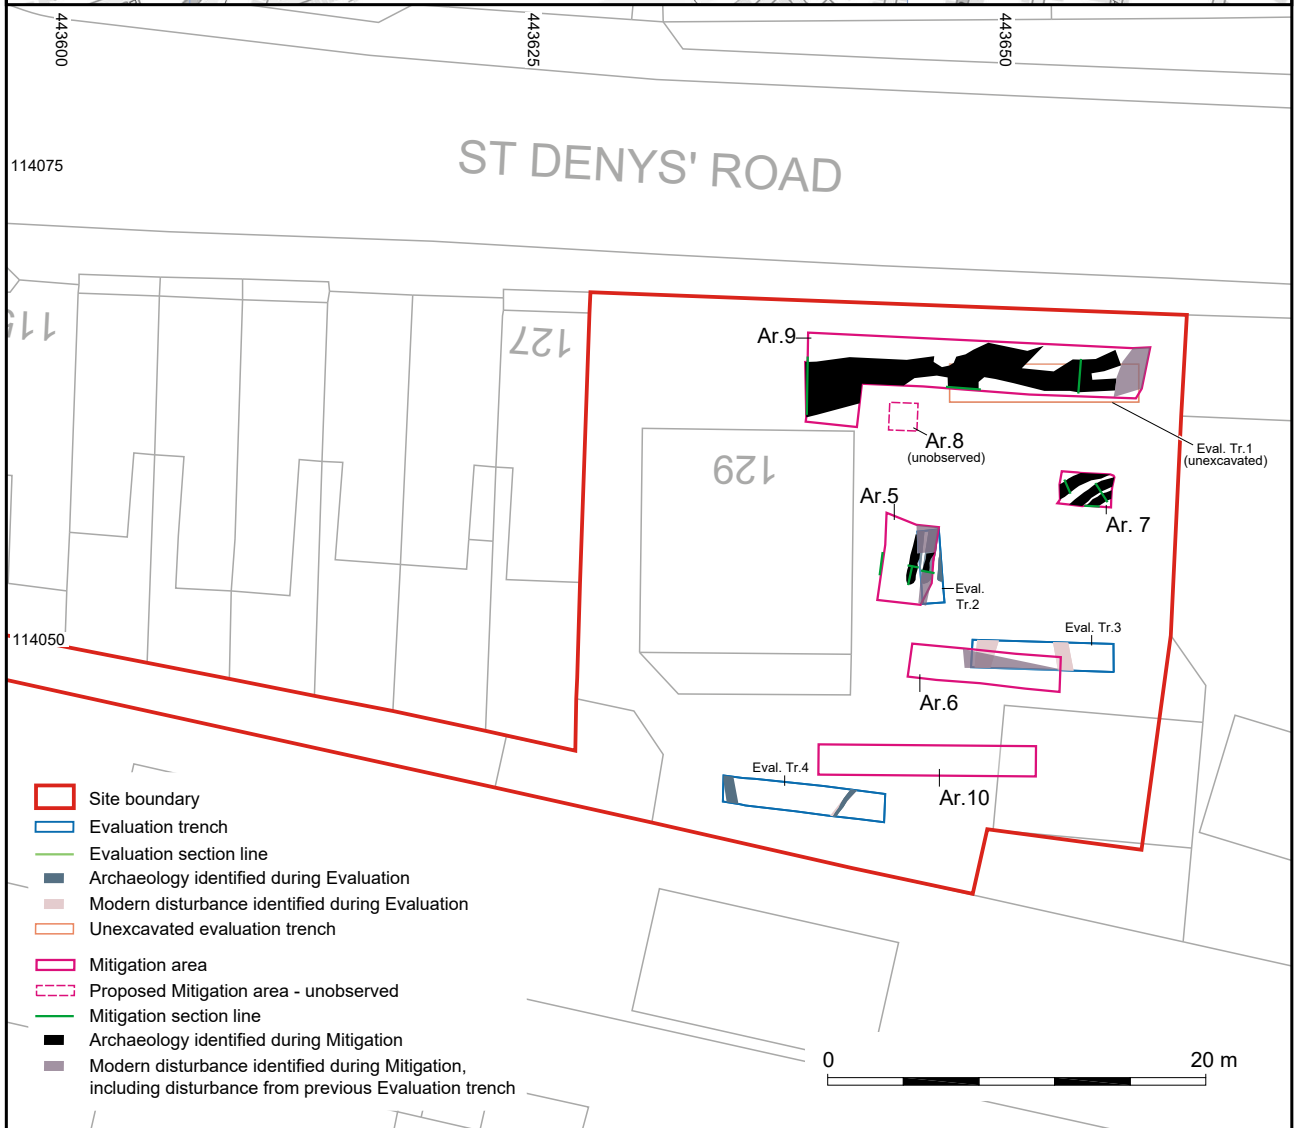 443600
443625
443650
114075
ST DENYS' ROAD
127
Ar.9
Ar.8
(unobserved)
Eval. Tr.1
(unexcavated)
129
Ar.5
Ar. 7
Eval.
Tr.2
114050
Eval. Tr.3
Ar.6
Eval. Tr.4
Ar.10
Site boundary
Evaluation trench
Evaluation section line
Archaeology identified during Evaluation
Modern disturbance identified during Evaluation
Unexcavated evaluation trench
Mitigation area
Proposed Mitigation area - unobserved
Mitigation section line
Archaeology identified during Mitigation
Modern disturbance identified during Mitigation,
including disturbance from previous Evaluation trench
0 20 m